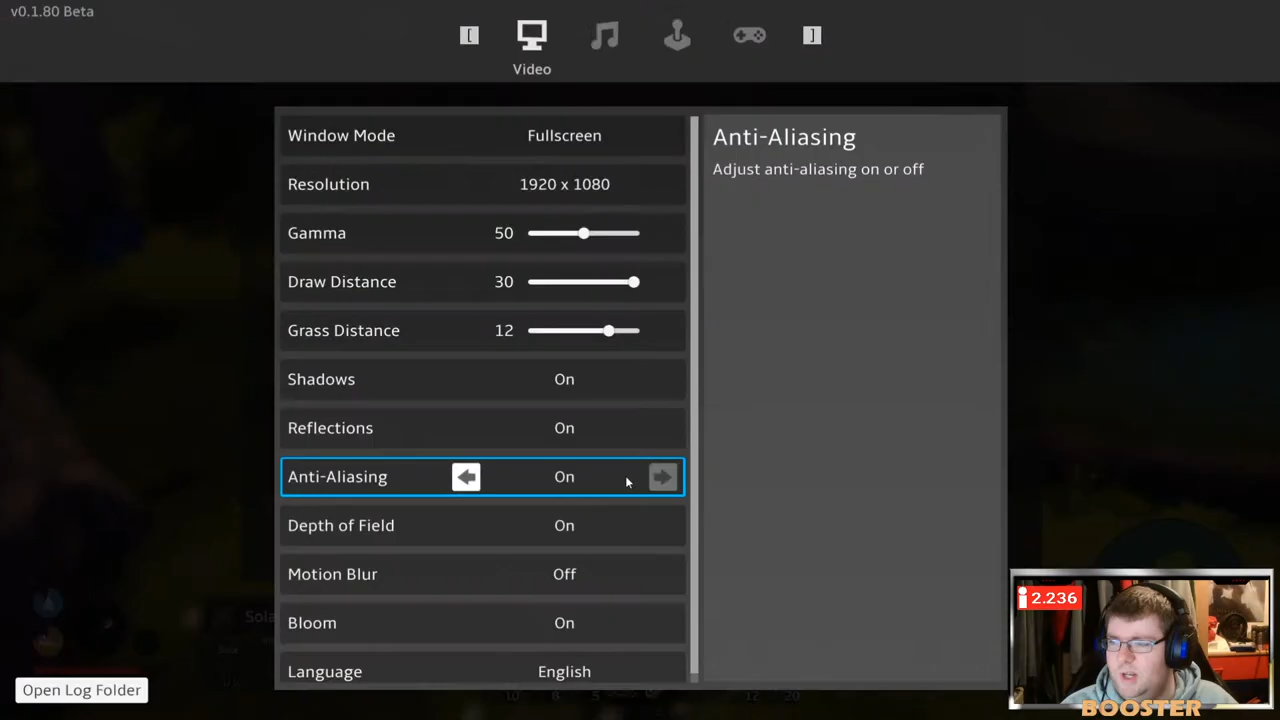 v0.1.80 Beta
[
]
Video
Window Mode Fullscreen
Resolution 1920 x 1080
Gamma 50
Draw Distance 30
Grass Distance 12
Shadows On
Reflections On
Anti-Aliasing On
Depth of Field On
Motion Blur Off
Bloom On
Language English
Anti-Aliasing
Adjust anti-aliasing on or off
Open Log Folder
2.236
BOOSTER